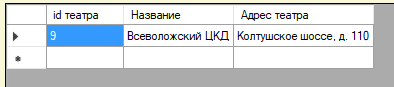 id театра Название Адрес театра
9 Всеволожский ЦКД Колтушское шоссе, д. 110